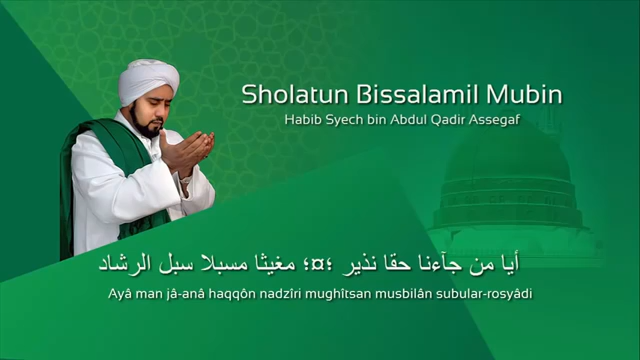 Sholatun Bissalamil Mubin
Habib Syech bin Abdul Qadir Assegaf
أيا من جآءنا حقا نذير ؛¤؛ مغيثا مسبلا سبل الرشاد
Ayâ man jâ-anâ haqqôn nadzîri mughîtsan musbilân subular-rosyâdi